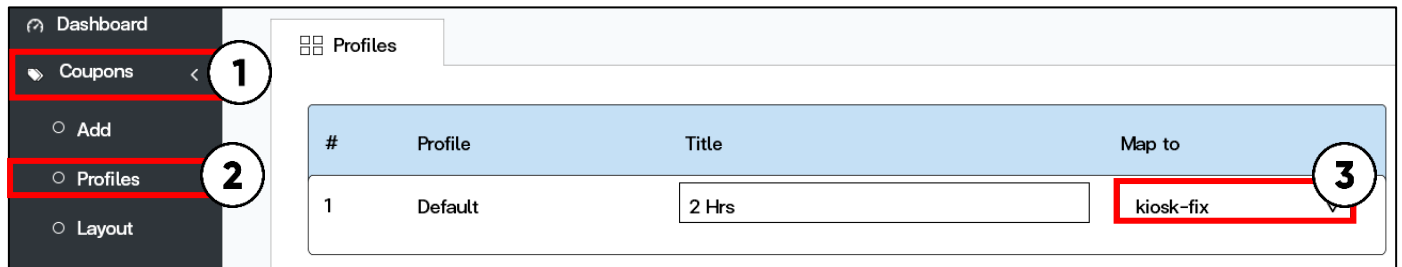 Dashboard
Coupons
1
Add
Profiles
2
Layout
Profiles
# Profile Title Map to
3
1 Default 2 Hrs kiosk-fix